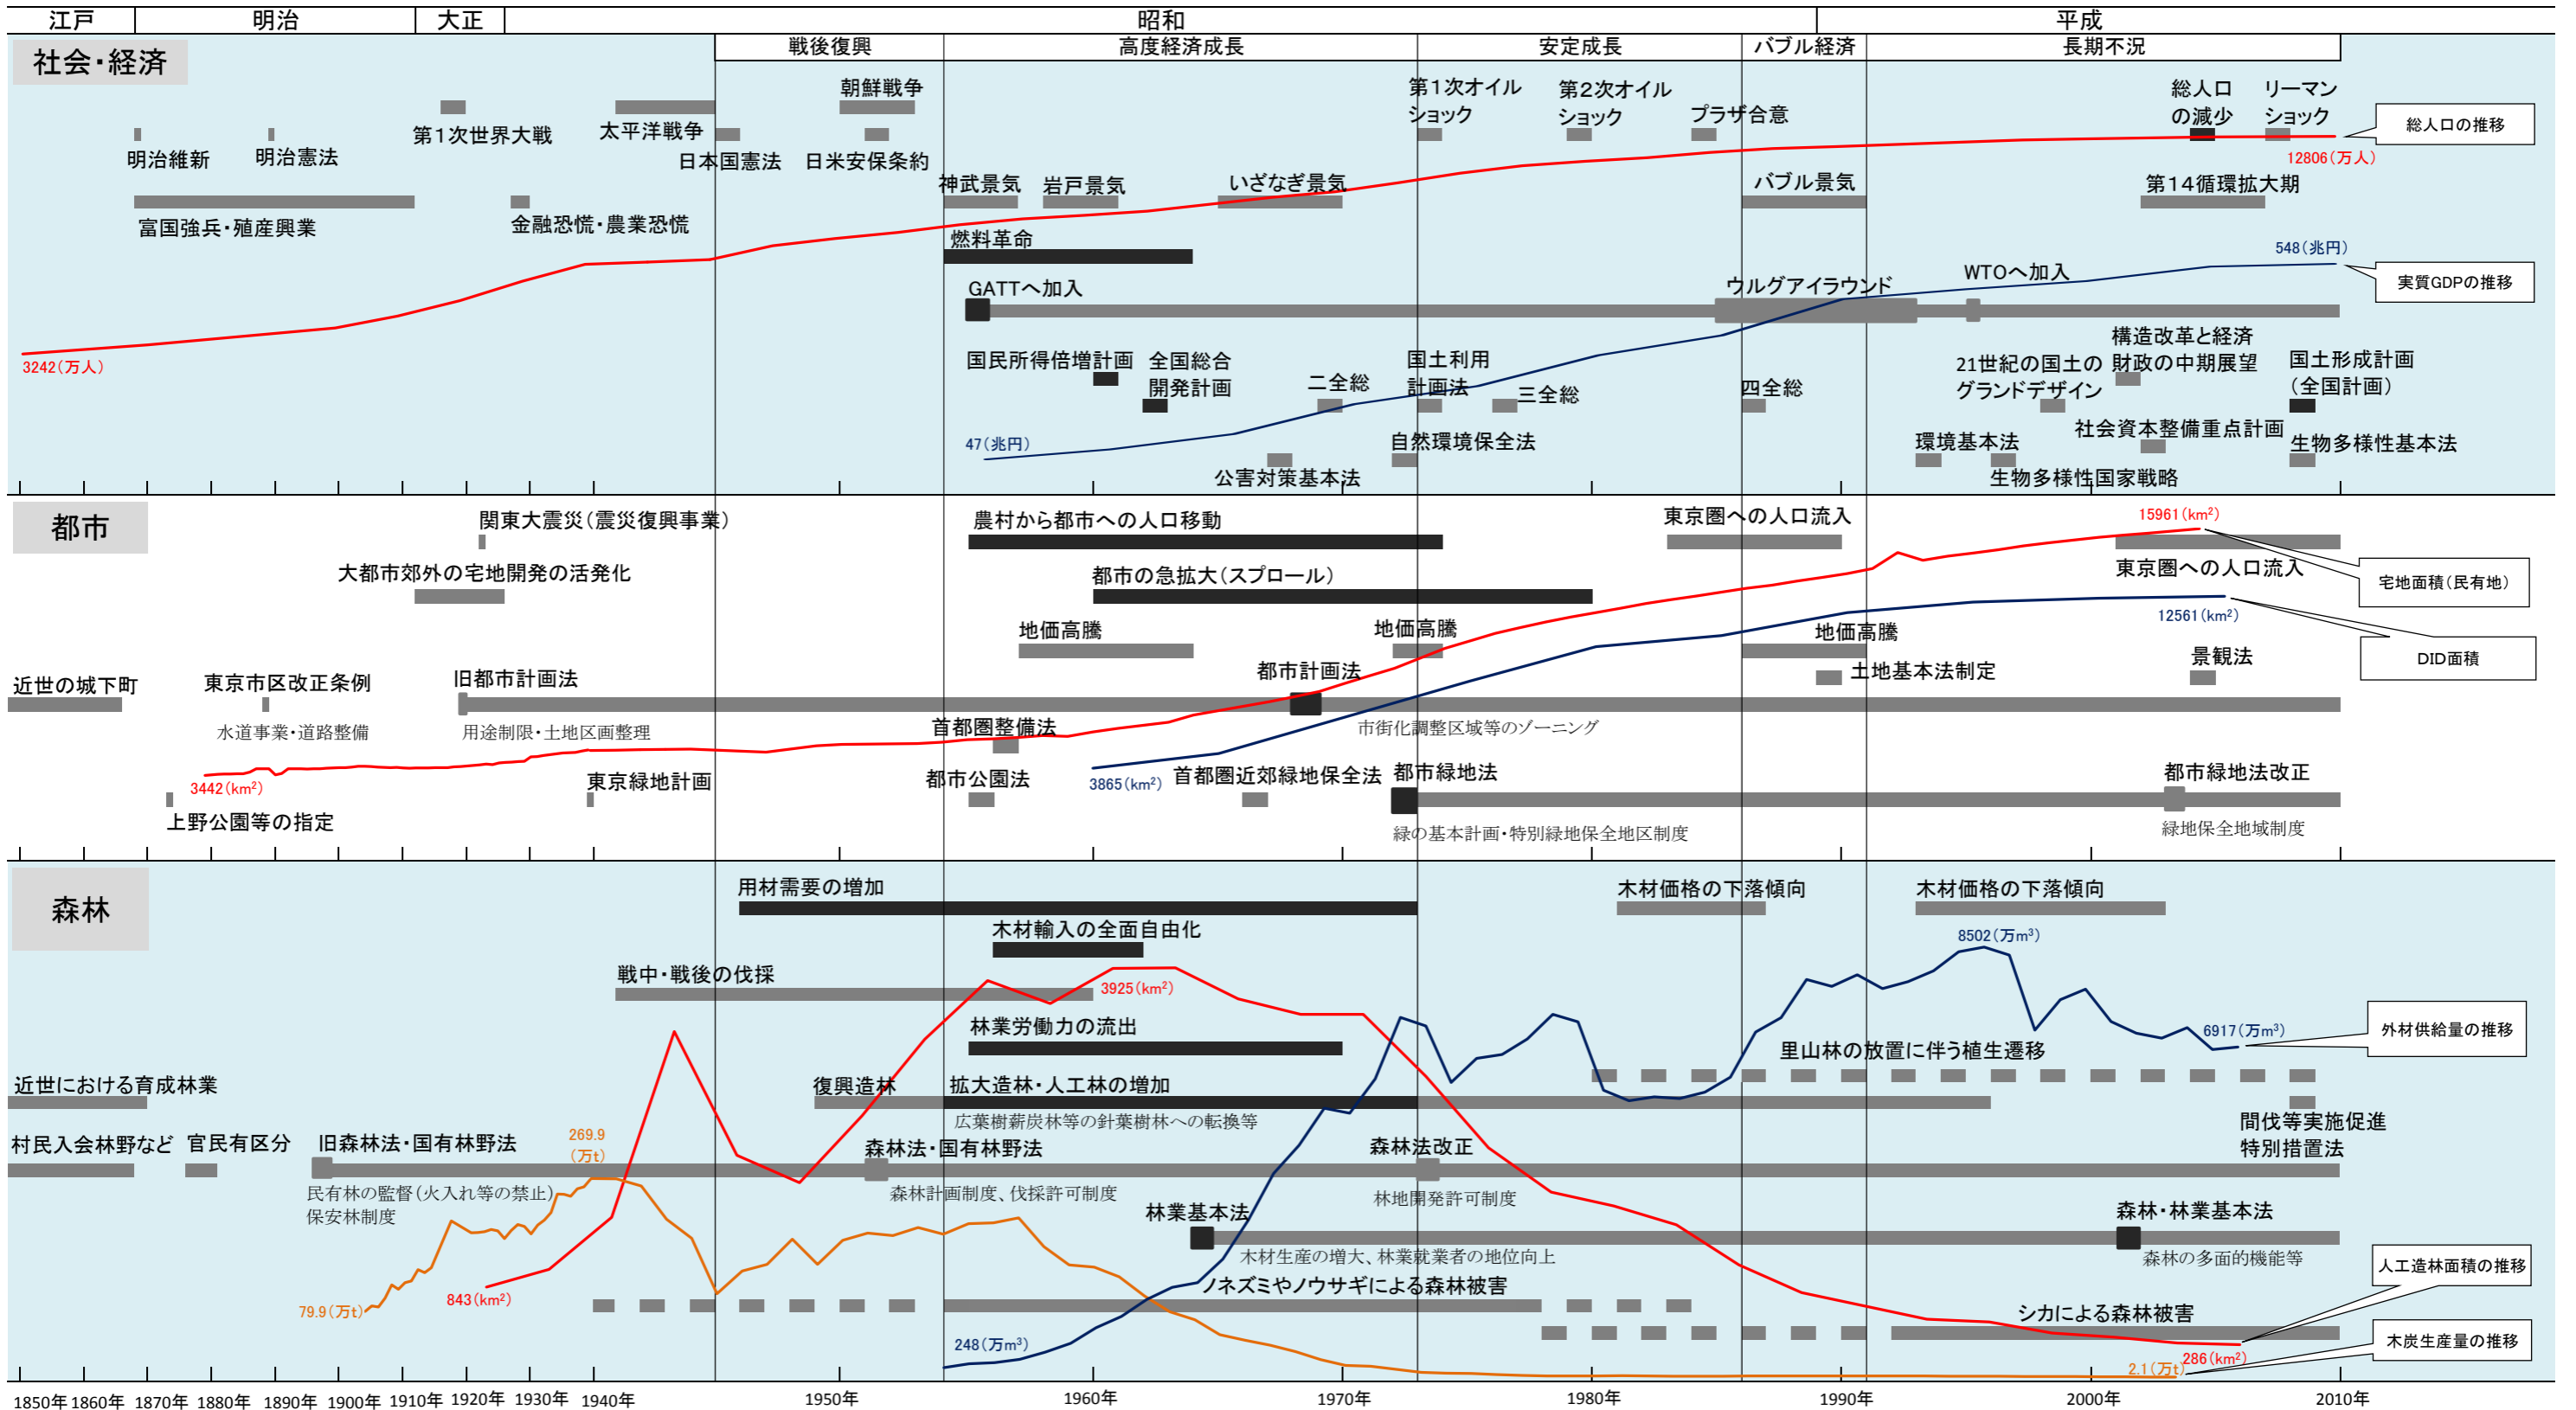 江戸
明治
大正
昭和
平成
戦後復興
高度経済成長
安定成長
バブル経済
長期不況
社会・経済
朝鮮戦争
第1次オイル
ショック
第2次オイル
ショック
プラザ合意
総人口
の減少
リーマン
ショック
総人口の推移
第1次世界大戦
太平洋戦争
明治維新
明治憲法
日本国憲法
日米安保条約
12806(万人)
神武景気
岩戸景気
いざなぎ景気
バブル景気
第14循環拡大期
富国強兵・殖産興業
金融恐慌・農業恐慌
燃料革命
548(兆円)
GATTへ加入
ウルグアイラウンド
WTOへ加入
実質GDPの推移
3242(万人)
国民所得倍増計画
全国総合
開発計画
二全総
国土利用
計画法
三全総
四全総
21世紀の国土の
グランドデザイン
構造改革と経済
財政の中期展望
国土形成計画
(全国計画)
47(兆円)
公害対策基本法
自然環境保全法
環境基本法
生物多様性国家戦略
社会資本整備重点計画
生物多様性基本法
都市
関東大震災(震災復興事業)
農村から都市への人口移動
東京圏への人口流入
15961(km²)
大都市郊外の宅地開発の活発化
都市の急拡大(スプロール)
東京圏への人口流入
宅地面積(民有地)
12561(km²)
地価高騰
地価高騰
地価高騰
DID面積
近世の城下町
東京市区改正条例
旧都市計画法
都市計画法
土地基本法制定
景観法
水道事業・道路整備
用途制限・土地区画整理
首都圏整備法
市街化調整区域等のゾーニング
3442(km²)
東京緑地計画
都市公園法
3865(km²)
首都圏近郊緑地保全法
都市緑地法
都市緑地法改正
上野公園等の指定
緑の基本計画・特別緑地保全地区制度
緑地保全地域制度
森林
用材需要の増加
木材価格の下落傾向
木材価格の下落傾向
木材輸入の全面自由化
8502(万m³)
戦中・戦後の伐採
3925(km²)
林業労働力の流出
6917(万m³)
外材供給量の推移
里山林の放置に伴う植生遷移
近世における育成林業
復興造林
拡大造林・人工林の増加
広葉樹薪炭林等の針葉樹林への転換等
間伐等実施促進
特別措置法
村民入会林野など
官民有区分
旧森林法・国有林野法
269.9
(万t)
森林法・国有林野法
森林法改正
民有林の監督(火入れ等の禁止)
保安林制度
森林計画制度、伐採許可制度
林地開発許可制度
林業基本法
森林・林業基本法
木材生産の増大、林業就業者の地位向上
森林の多面的機能等
人工造林面積の推移
79.9(万t)
843(km²)
ノネズミやノウサギによる森林被害
シカによる森林被害
248(万m³)
286(km²)
2.1(万t)
木炭生産量の推移
1850年
1860年
1870年
1880年
1890年
1900年
1910年
1920年
1930年
1940年
1950年
1960年
1970年
1980年
1990年
2000年
2010年